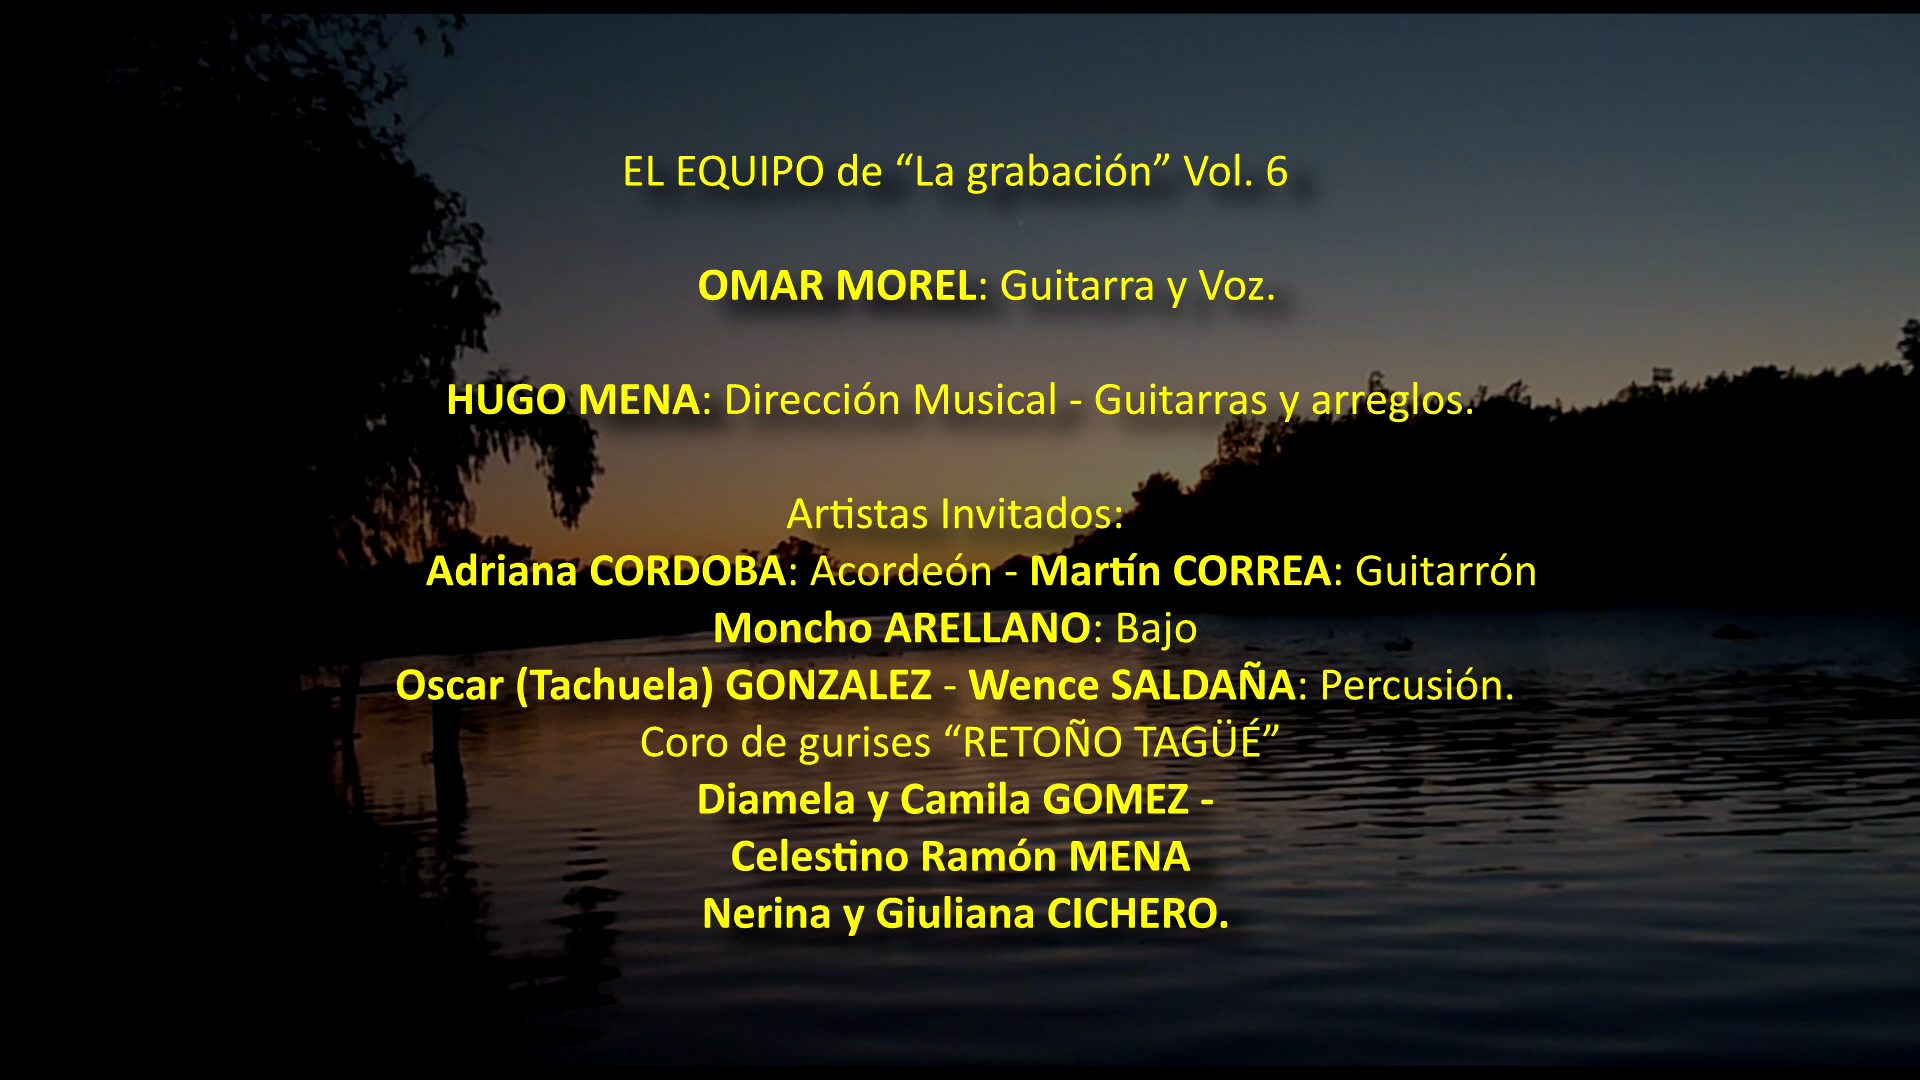 EL EQUIPO de “La grabación” Vol. 6
OMAR MOREL: Guitarra y Voz.
HUGO MENA: Dirección Musical - Guitarras y arreglos.
Artistas Invitados:
Adriana CORDOBA: Acordeón - Martín CORREA: Guitarrón
Moncho ARELLANO: Bajo
Oscar (Tachuela) GONZALEZ - Wence SALDAÑA: Percusión.
Coro de gurises “RETOÑO TAGÜÉ”
Diamela y Camila GOMEZ -
Celestino Ramón MENA
Nerina y Giuliana CICHERO.